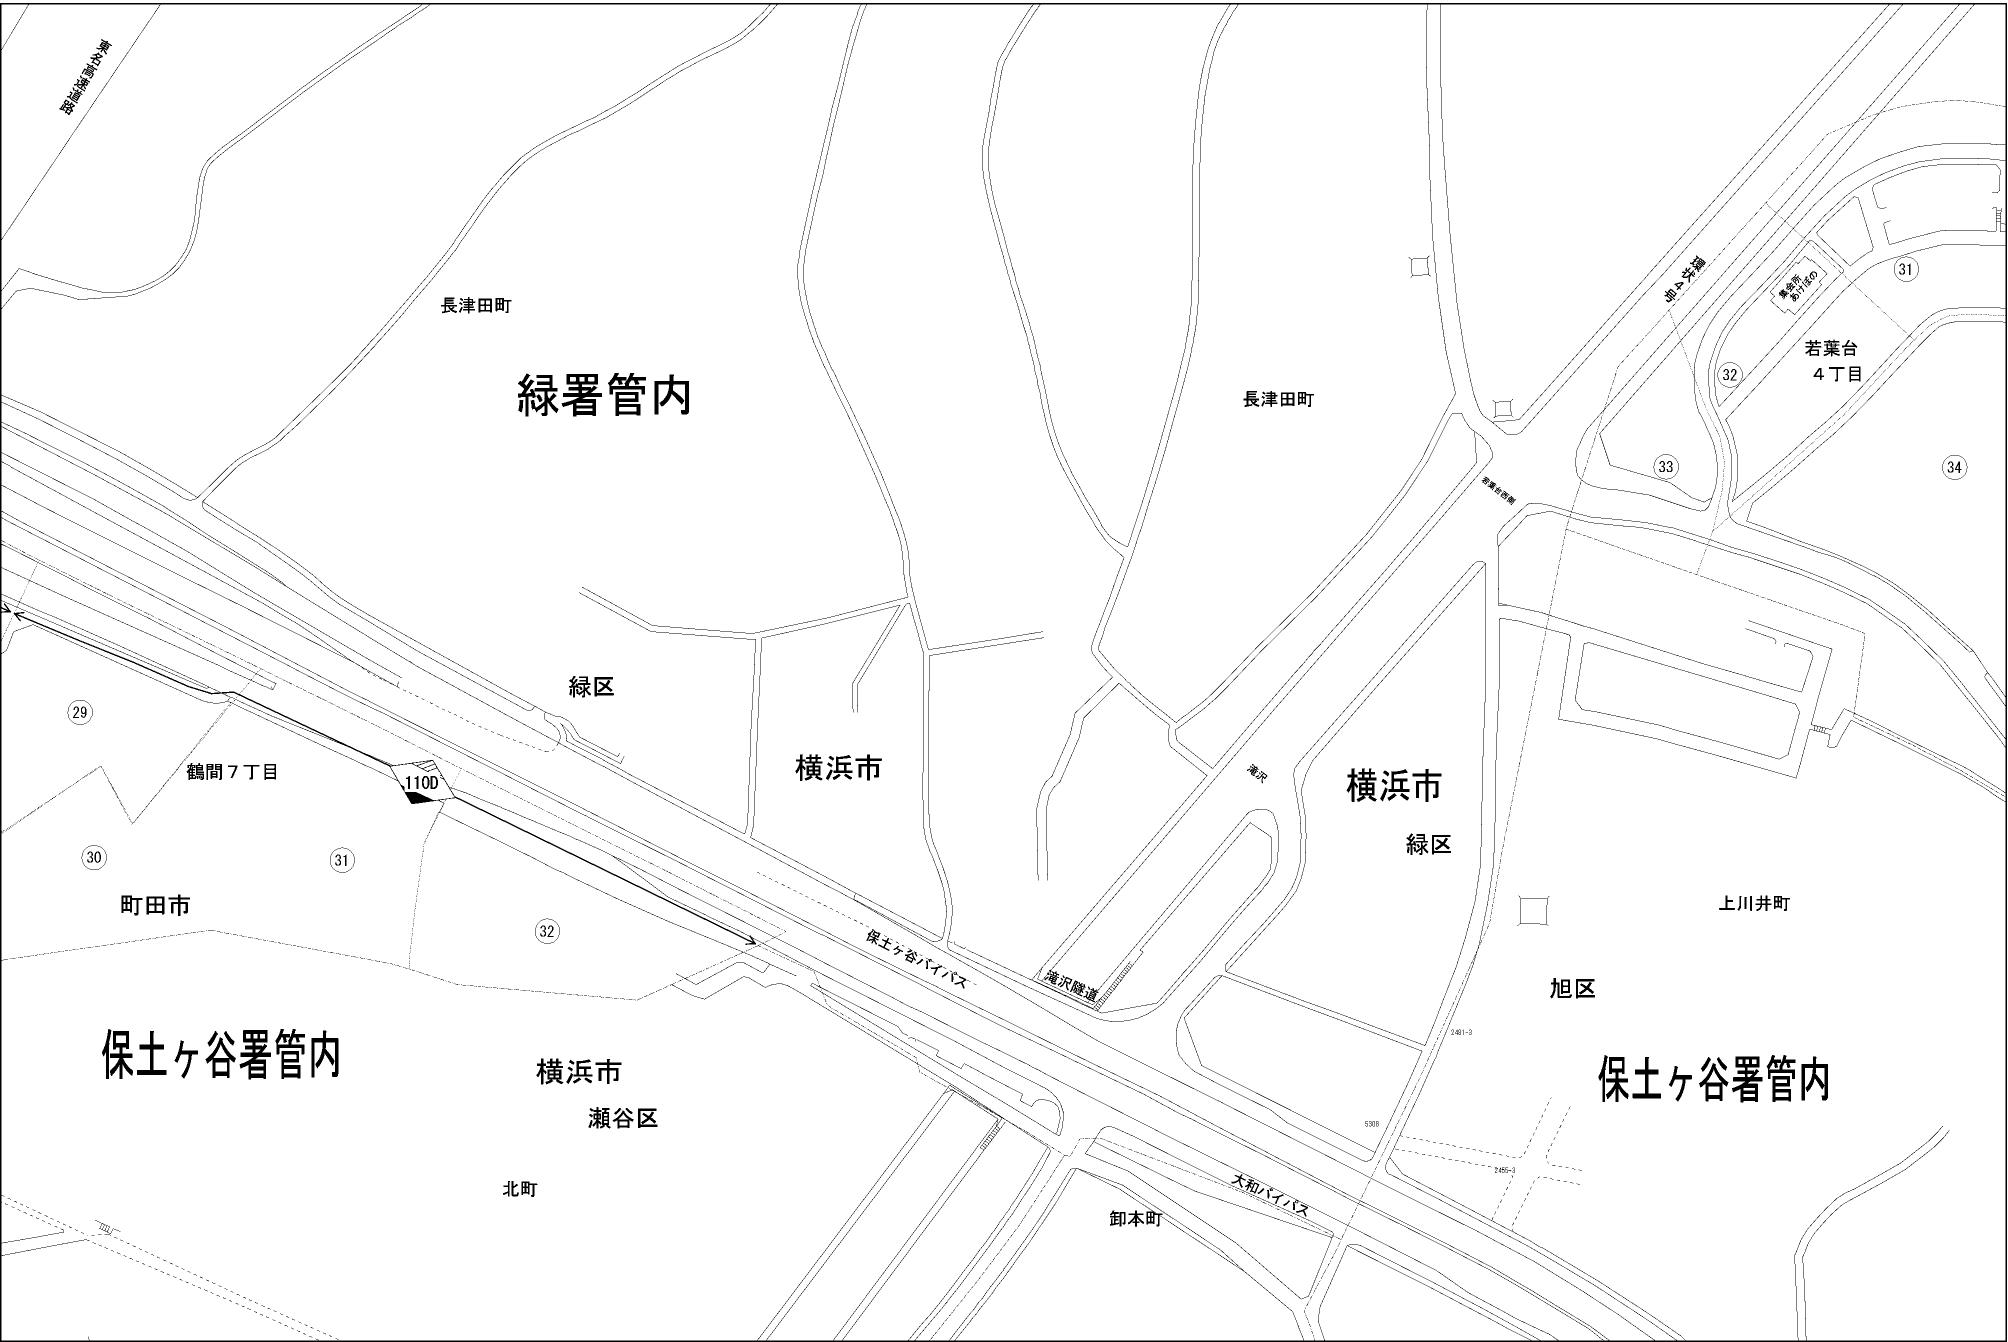 東名高速道路
環状4号
31
集会所
あけぼの
長津田町
若葉台
4丁目
32
緑署管内
長津田町
33
34
若葉台西側
緑区
29
鶴間7丁目
110D
横浜市
滝沢
横浜市
緑区
30
31
町田市
32
上川井町
保土ヶ谷バイパス
滝沢隧道
旭区
2481-3
保土ヶ谷署管内
横浜市
瀬谷区
保土ヶ谷署管内
5308
2455-3
北町
大和バイパス
卸本町